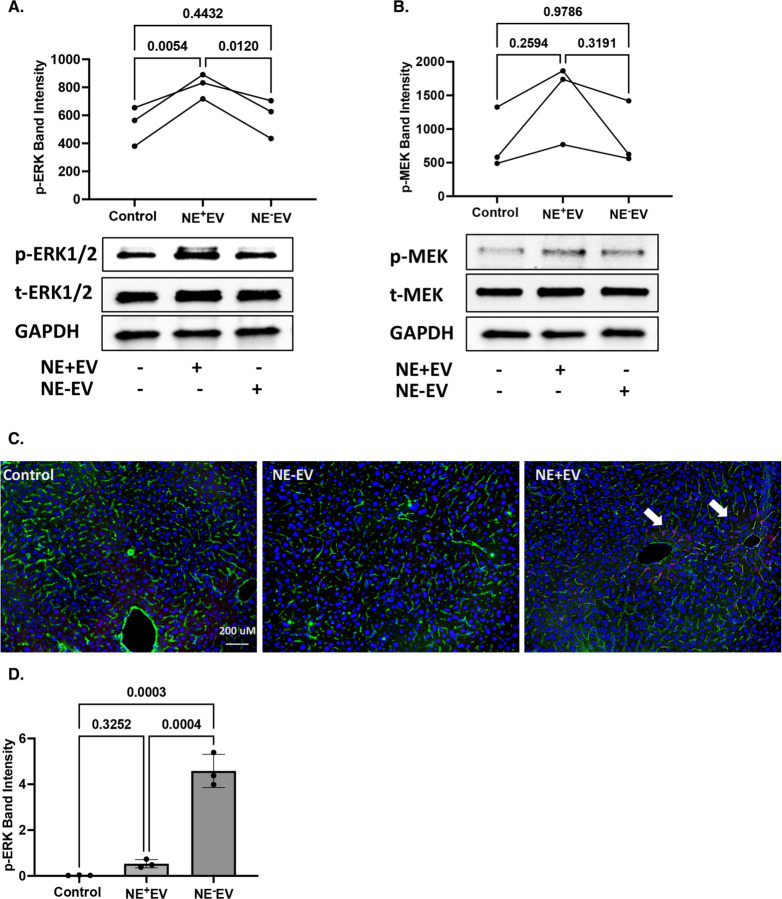 A.
0.4432
0.0054 0.0120
1000
800
600
400
200
0
p-ERK Band Intensity
Control NE+EV NE-EV
p-ERK1/2
t-ERK1/2
GAPDH
NE+EV - + -
NE-EV - - +
B.
0.9786
0.2594 0.3191
2000
1500
1000
500
0
p-MEK Band Intensity
Control NE+EV NE-EV
p-MEK
t-MEK
GAPDH
NE+EV - + -
NE-EV - - +
C.
Control
200 uM
NE-EV
NE+EV
D.
0.0003
0.3252 0.0004
6
4
2
0
p-ERK Band Intensity
Control NE+EV NE-EV